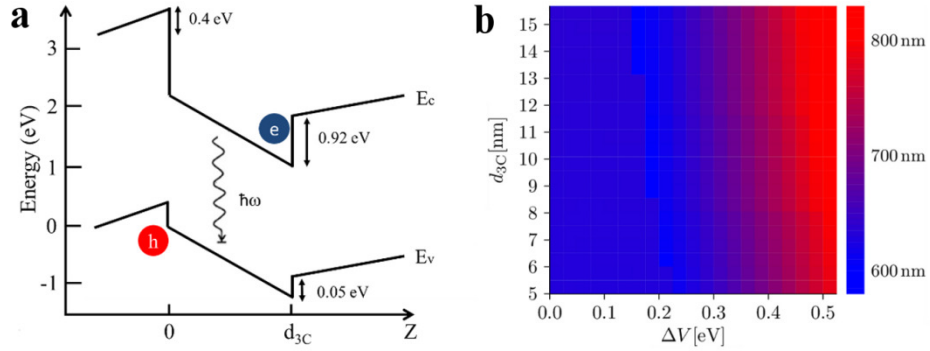 a
Energy (eV)
3
2
1
0
-1
0.4 eV
Ec
e
0.92 eV
ħω
h
Ev
0.05 eV
0
d3C
Z
b
d3C[nm]
15
14
13
12
11
10
9
8
7
6
5
0.0 0.1 0.2 0.3 0.4 0.5
ΔV[eV]
800 nm
700 nm
600 nm